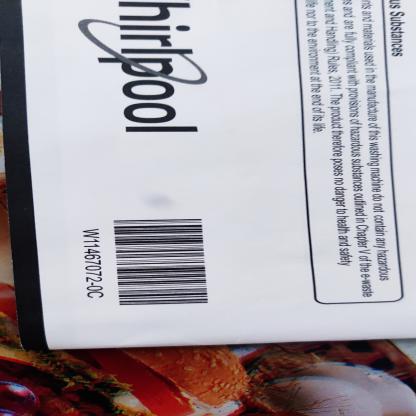 us Substances
nts and materials used in the manufacture of this washing machine do not contain any hazardous
s and are fully compliant with provisions of hazardous substances outlined in Chapter V of the e-waste
ent and Handling) Rules, 2011. The product therefore poses no danger to health and safety
life nor to the environment at the end of its life.
Whirlpool
W11467072-0C